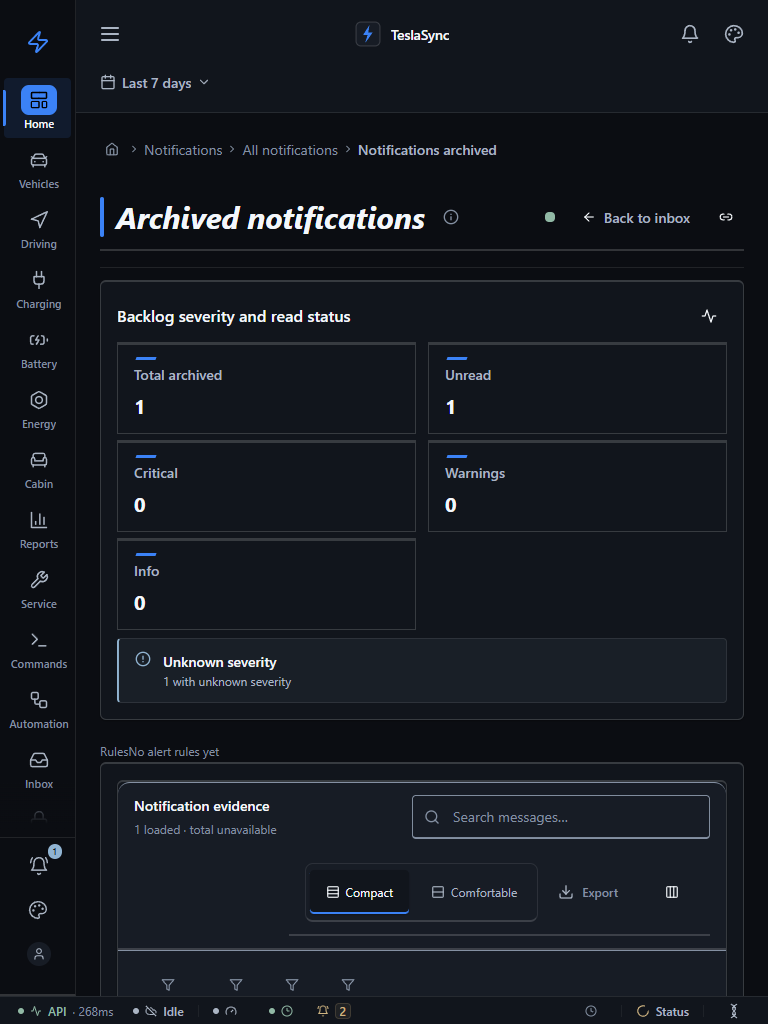 TeslaSync
Last 7 days
Home
Vehicles
Driving
Charging
Battery
Energy
Cabin
Reports
Service
Commands
Automation
Inbox
1
Notifications
All notifications
Notifications archived
Archived notifications
Back to inbox
Backlog severity and read status
Total archived
1
Unread
1
Critical
0
Warnings
0
Info
0
Unknown severity
1 with unknown severity
RulesNo alert rules yet
Notification evidence
1 loaded · total unavailable
Search messages...
Compact
Comfortable
Export
API · 268ms
Idle
2
Status